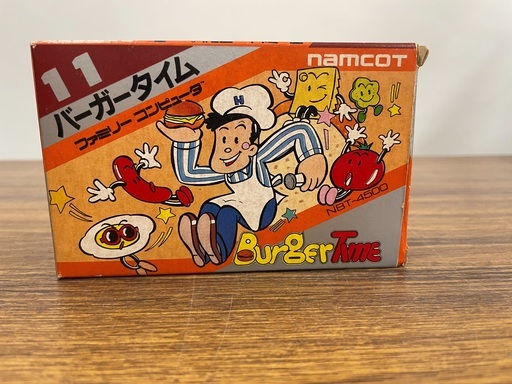 11
バーガータイム
ファミリー コンピュータ
namcoT
H
NBT-4500
BurgerTime